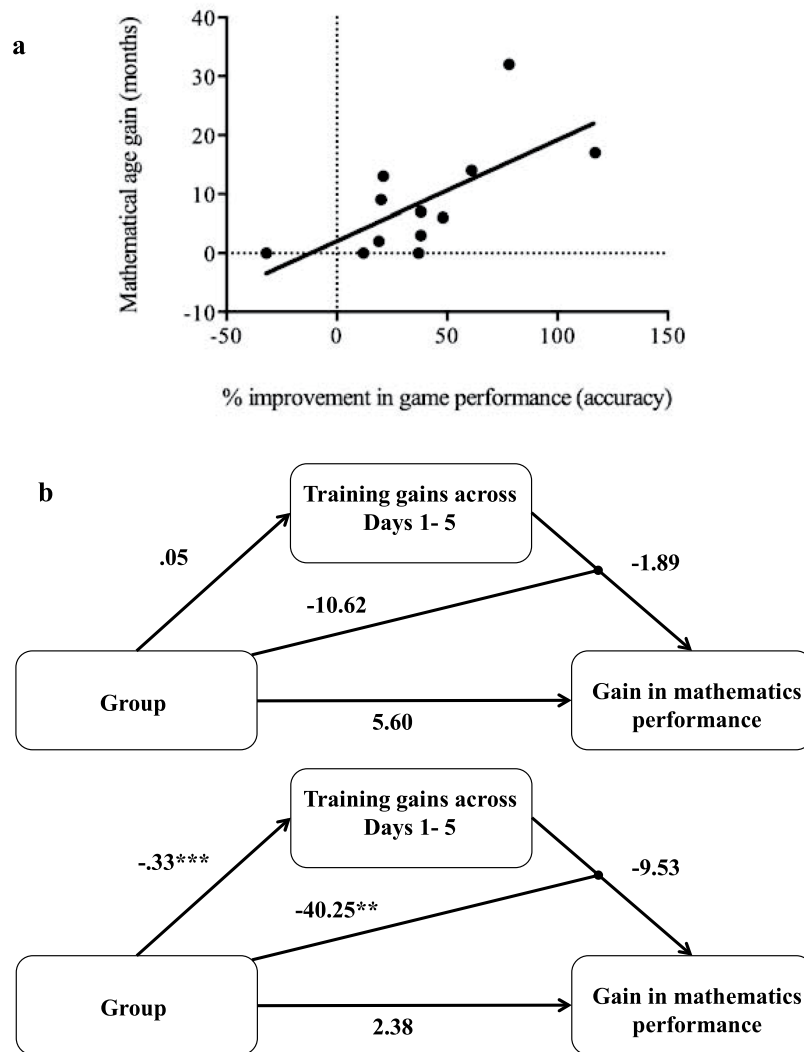 a
Mathematical age gain (months)
40
30
20
10
0
-10
-50
0
50
100
150
% improvement in game performance (accuracy)
b
Training gains across
Days 1- 5
.05
-1.89
-10.62
Group
Gain in mathematics
performance
5.60
Training gains across
Days 1- 5
-.33***
-9.53
-40.25**
Group
Gain in mathematics
performance
2.38